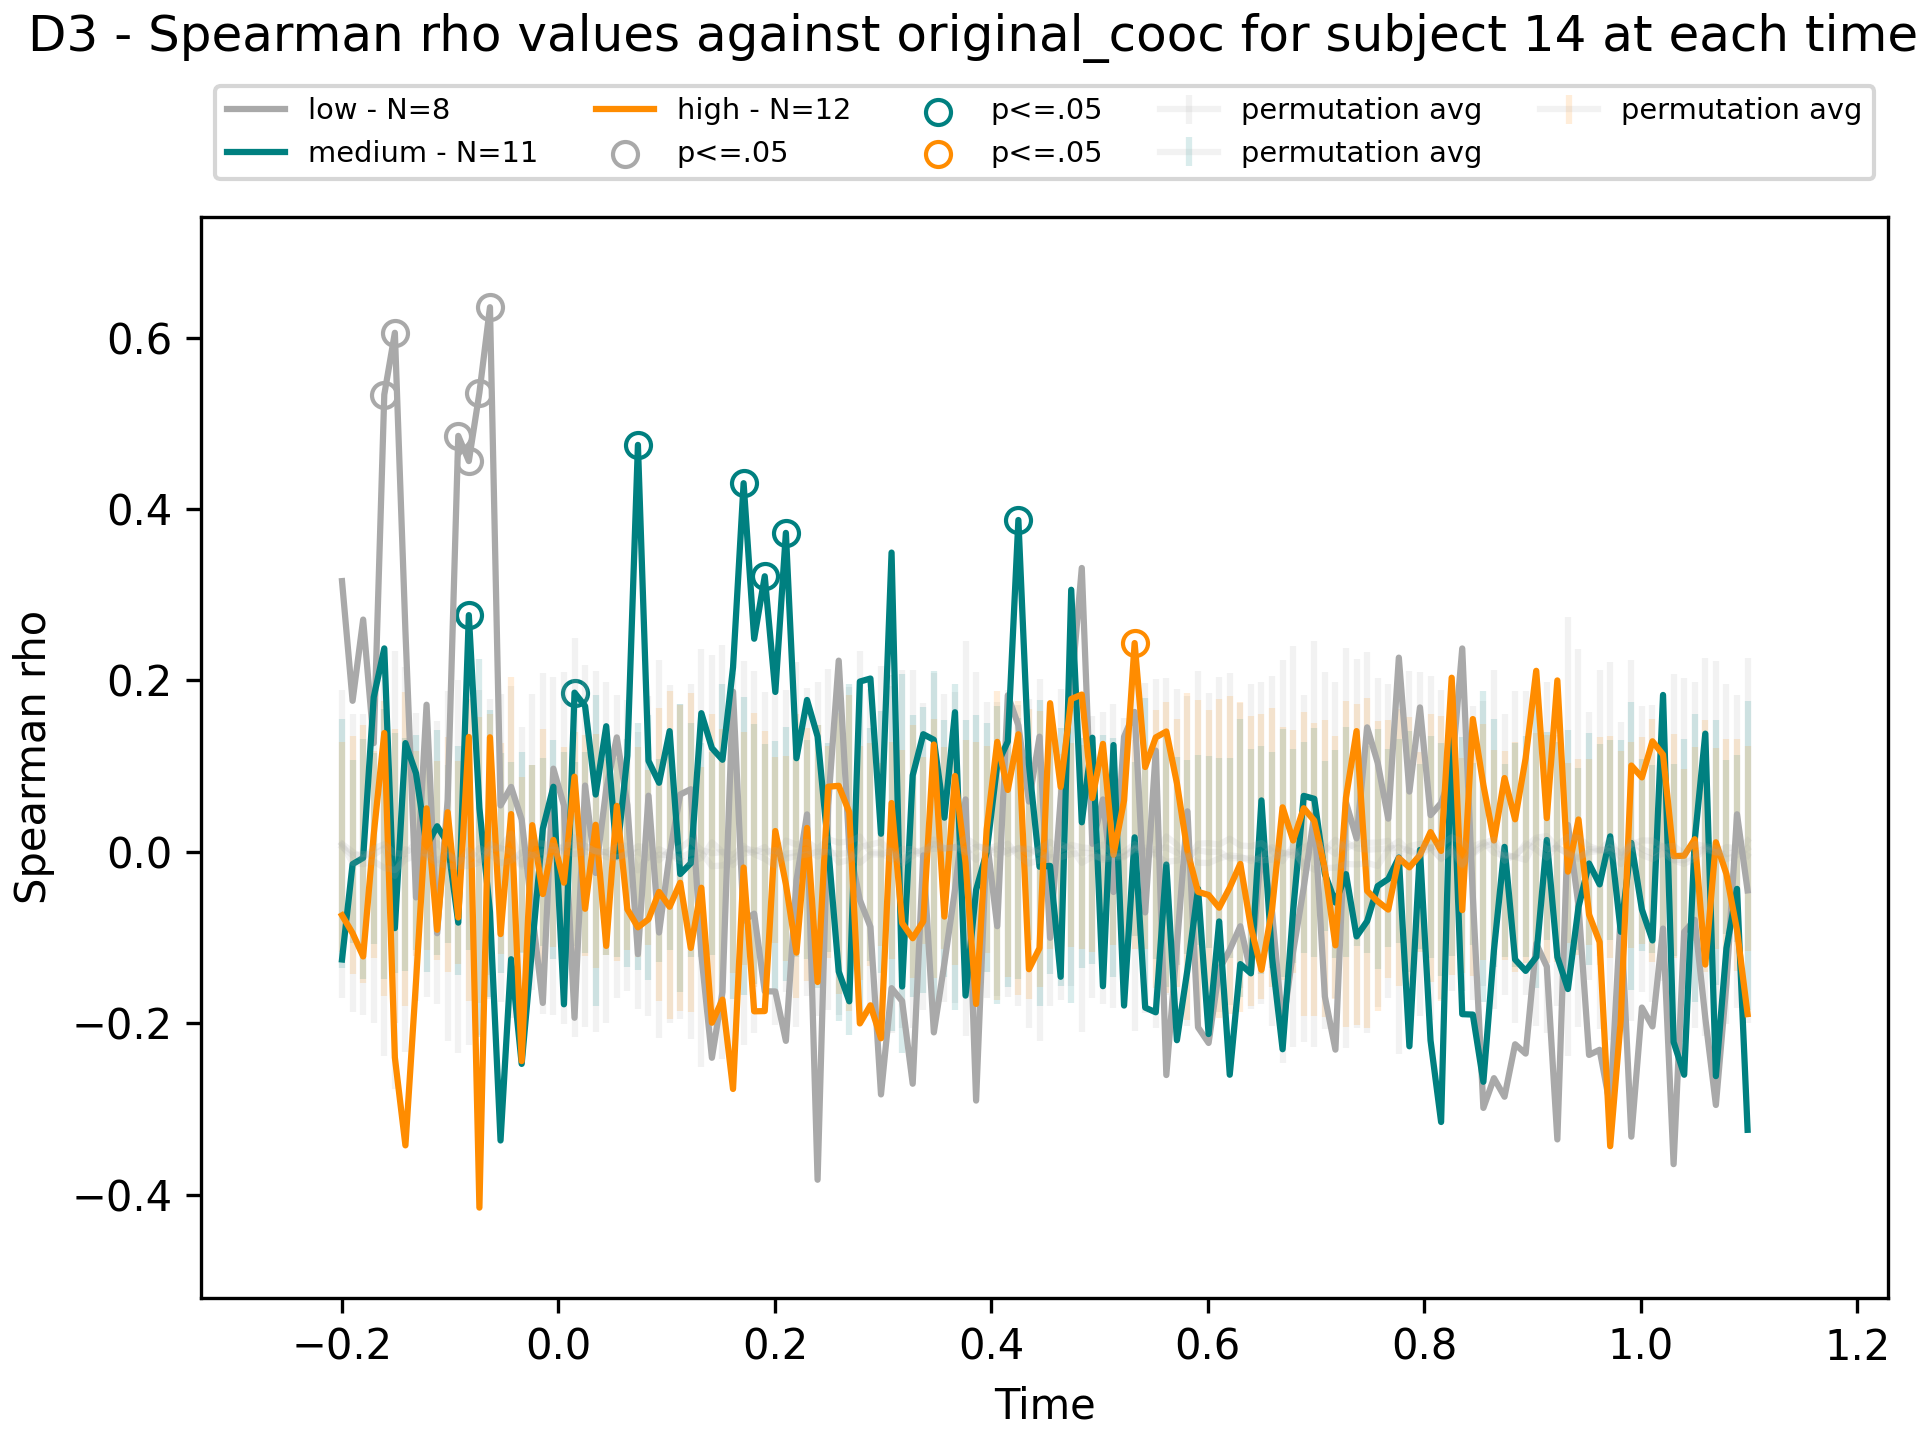 D3 - Spearman rho values against original_cooc for subject 14 at each time
low - N=8 high - N=12 p<=.05 permutation avg permutation avg
medium - N=11 p<=.05 p<=.05 permutation avg
Spearman rho
0.6
0.4
0.2
0.0
−0.2
−0.4
−0.2 0.0 0.2 0.4 0.6 0.8 1.0 1.2
Time